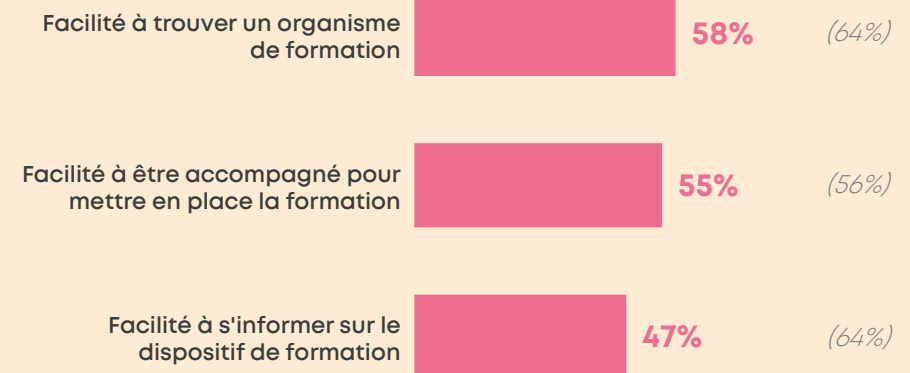 Facilité à trouver un organisme
de formation
58%
(64%)
Facilité à être accompagné pour
mettre en place la formation
55%
(56%)
Facilité à s'informer sur le
dispositif de formation
47%
(64%)